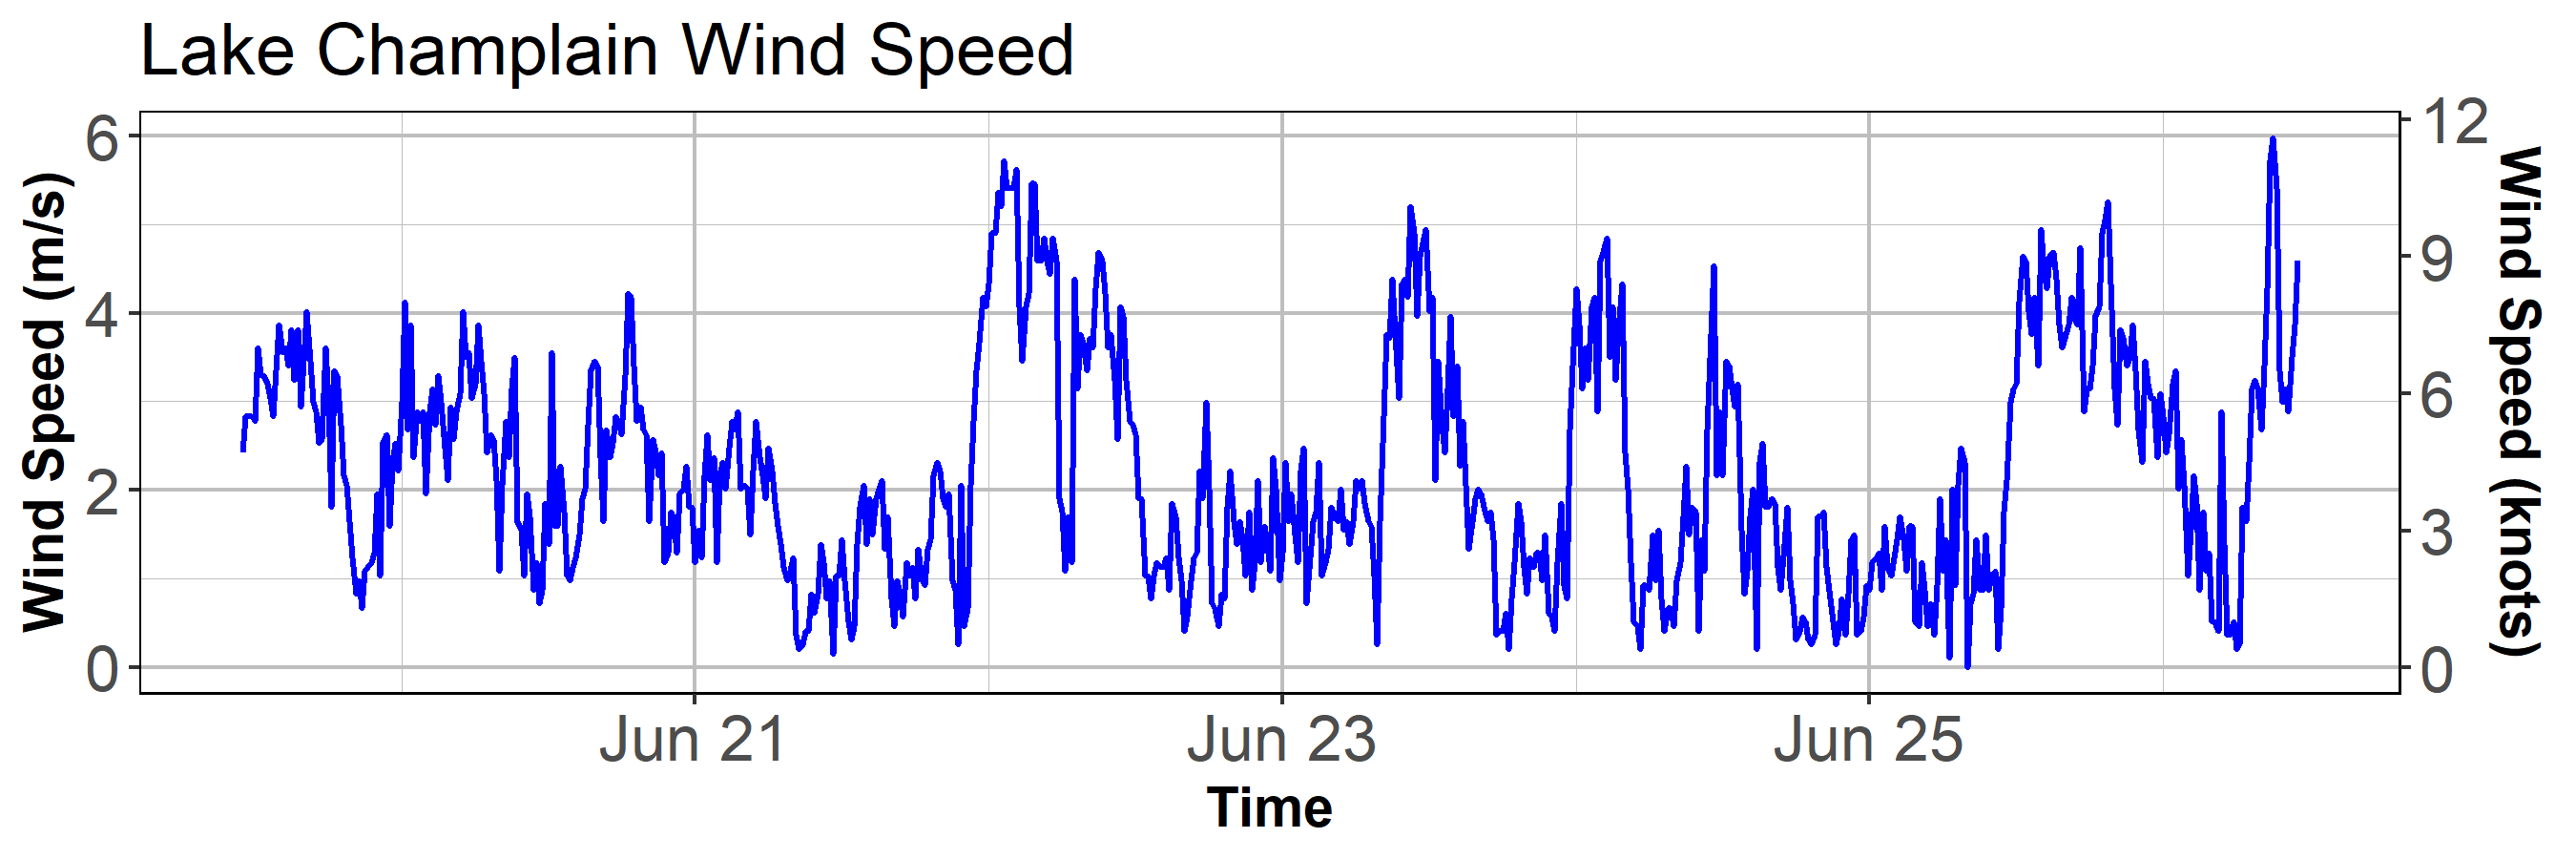 Lake Champlain Wind Speed
Wind Speed (m/s)
6
4
2
0
12
9
6
3
0
Wind Speed (knots)
Jun 21
Jun 23
Jun 25
Time